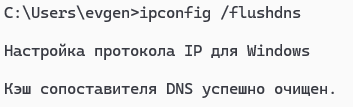 C:\Users\evgen>ipconfig /flushdns
Настройка протокола IP для Windows
Кэш сопоставителя DNS успешно очищен.